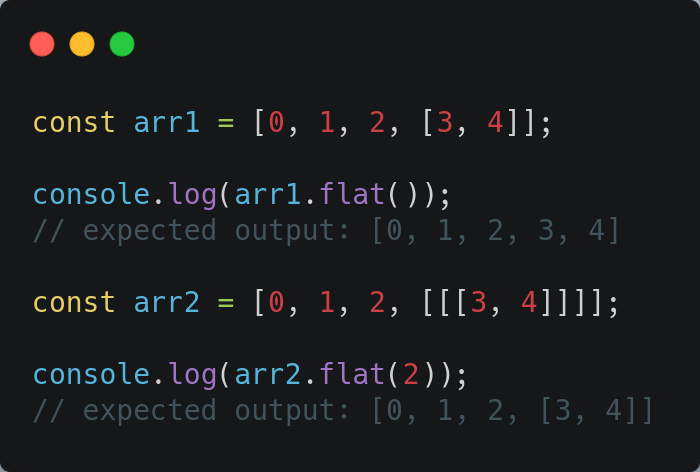 const arr1 = [0, 1, 2, [3, 4]];
console.log(arr1.flat());
// expected output: [0, 1, 2, 3, 4]
const arr2 = [0, 1, 2, [[[3, 4]]]];
console.log(arr2.flat(2));
// expected output: [0, 1, 2, [3, 4]]